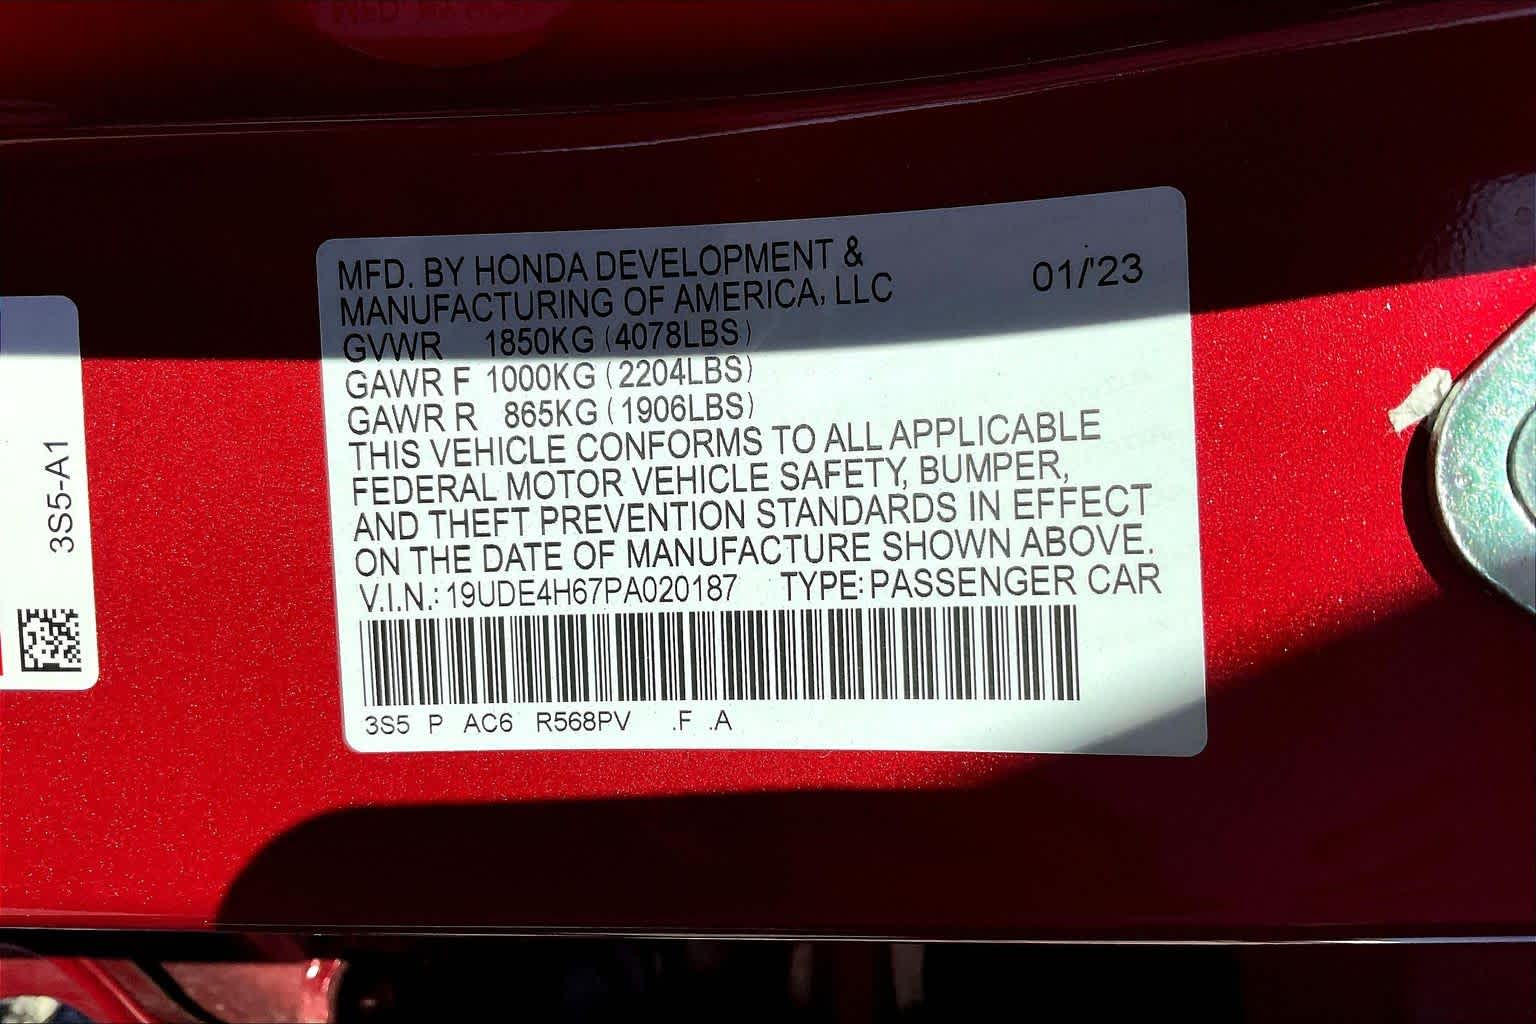 MFD. BY HONDA DEVELOPMENT &
MANUFACTURING OF AMERICA, LLC
01/'23
GVWR 1850KG (4078LBS)
GAWR F 1000KG (2204LBS)
GAWR R 865KG (1906LBS)
THIS VEHICLE CONFORMS TO ALL APPLICABLE
FEDERAL MOTOR VEHICLE SAFETY, BUMPER,
AND THEFT PREVENTION STANDARDS IN EFFECT
ON THE DATE OF MANUFACTURE SHOWN ABOVE.
V.I.N.: 19UDE4H67PA020187 TYPE: PASSENGER CAR
3S5 P AC6 R568PV .F .A
3S5-A1